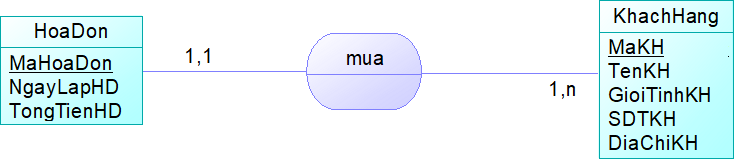 HoaDon
MaHoaDon
NgayLapHD
TongTienHD
1,1
mua
1,n
KhachHang
MaKH
TenKH
GioiTinhKH
SDTKH
DiaChiKH